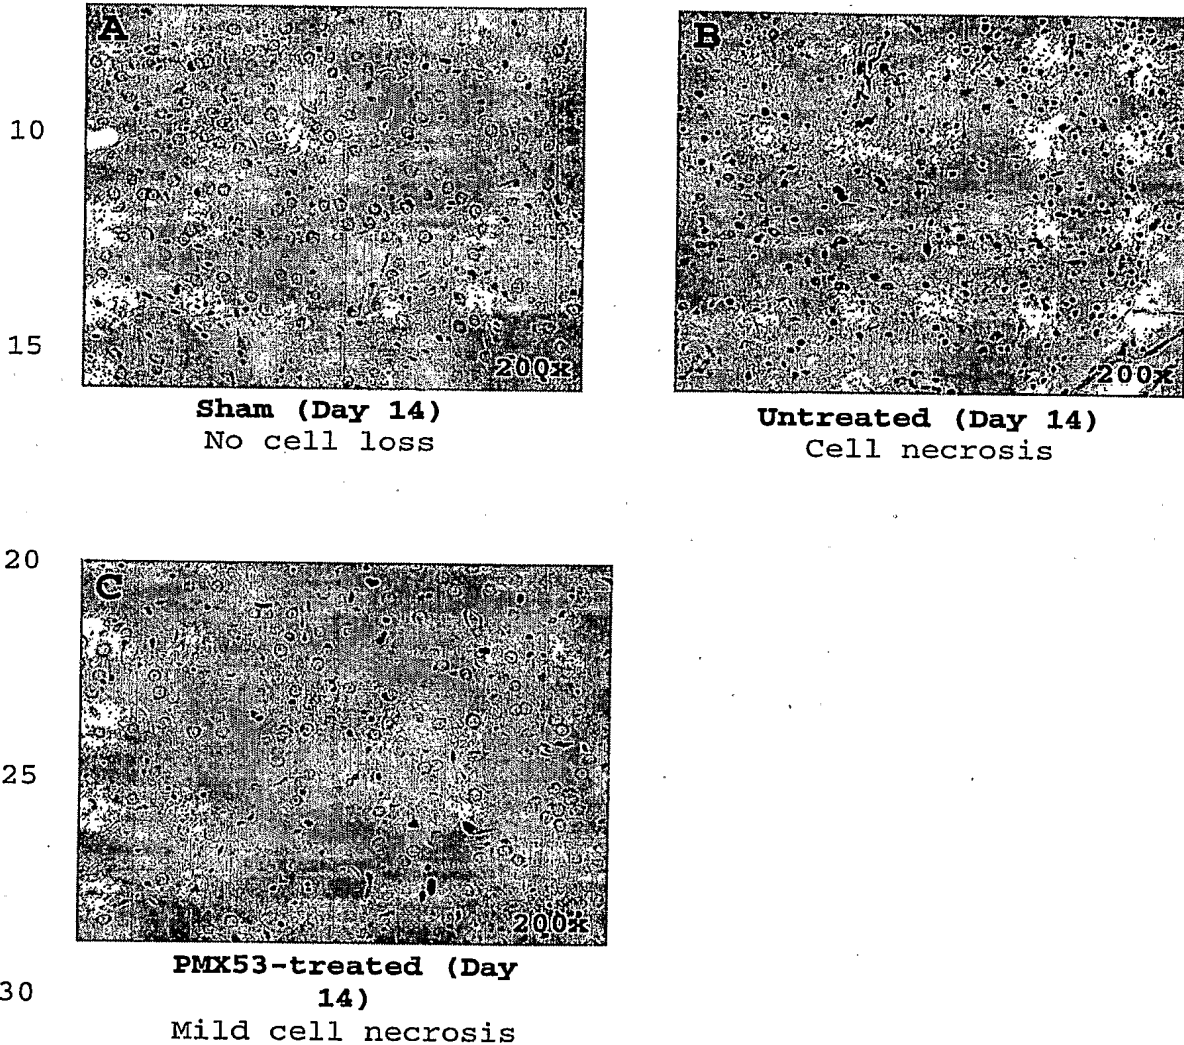 A
B
10
15
200x
200x
Sham (Day 14)
No cell loss
Untreated (Day 14)
Cell necrosis
20
C
25
200x
PMX53-treated (Day
14)
30
Mild cell necrosis